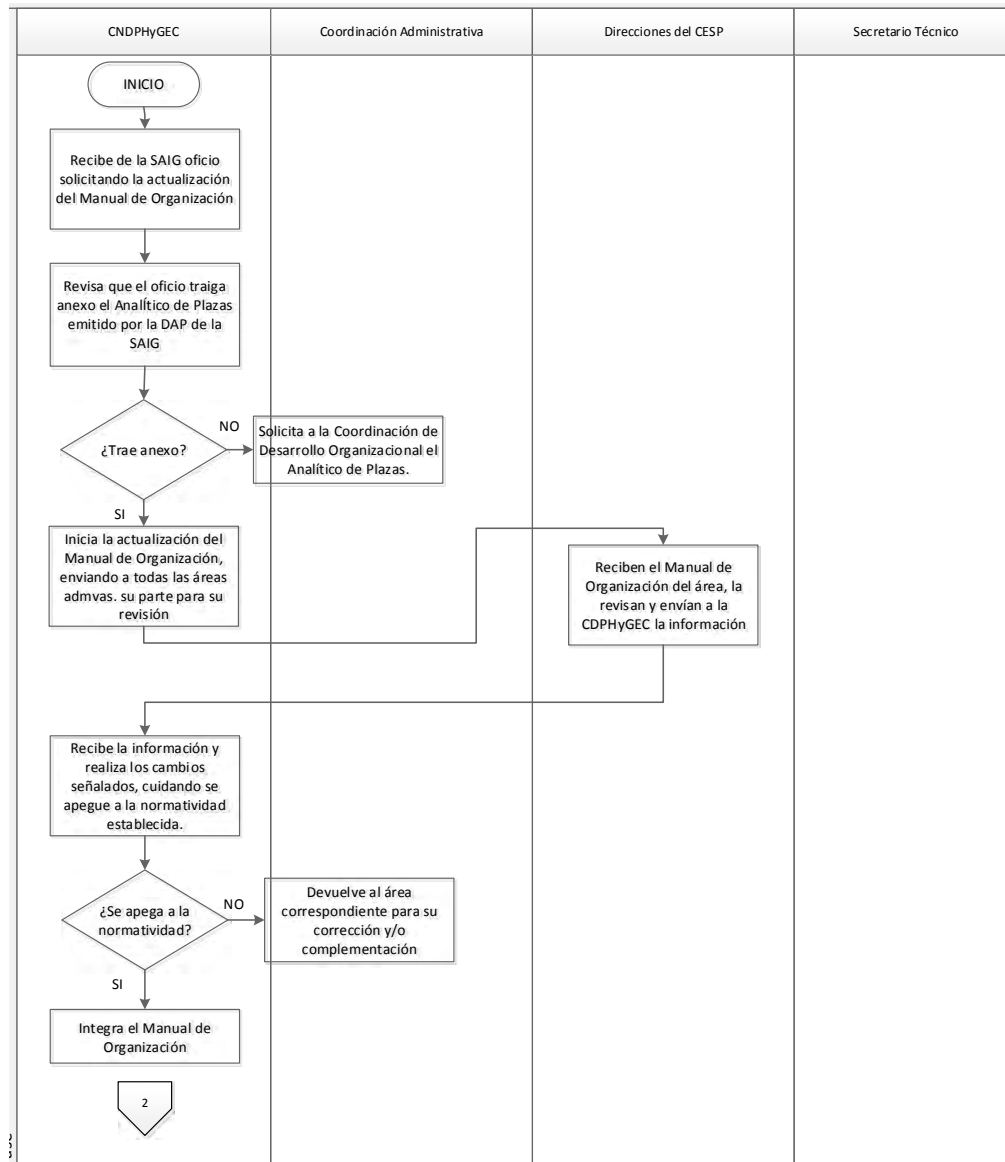 CNDPHyGEC
Coordinación Administrativa
Direcciones del CESP
Secretario Técnico
INICIO
Recibe de la SAIG oficio
solicitando la actualización
del Manual de Organización
Revisa que el oficio traiga
anexo el Analítico de Plazas
emitido por la DAP de la
SAIG
¿Trae anexo?
NO
Solicita a la Coordinación de
Desarrollo Organizacional el
Analítico de Plazas.
SI
Inicia la actualización del
Manual de Organización,
enviando a todas las áreas
admvas. su parte para su
revisión
Reciben el Manual de
Organización del área, la
revisan y envían a la
CDPHyGEC la información
Recibe la información y
realiza los cambios
señalados, cuidando se
apegue a la normatividad
establecida.
¿Se apega a la
normatividad?
NO
Devuelve al área
correspondiente para su
corrección y/o
complementación
SI
Integra el Manual de
Organización
2